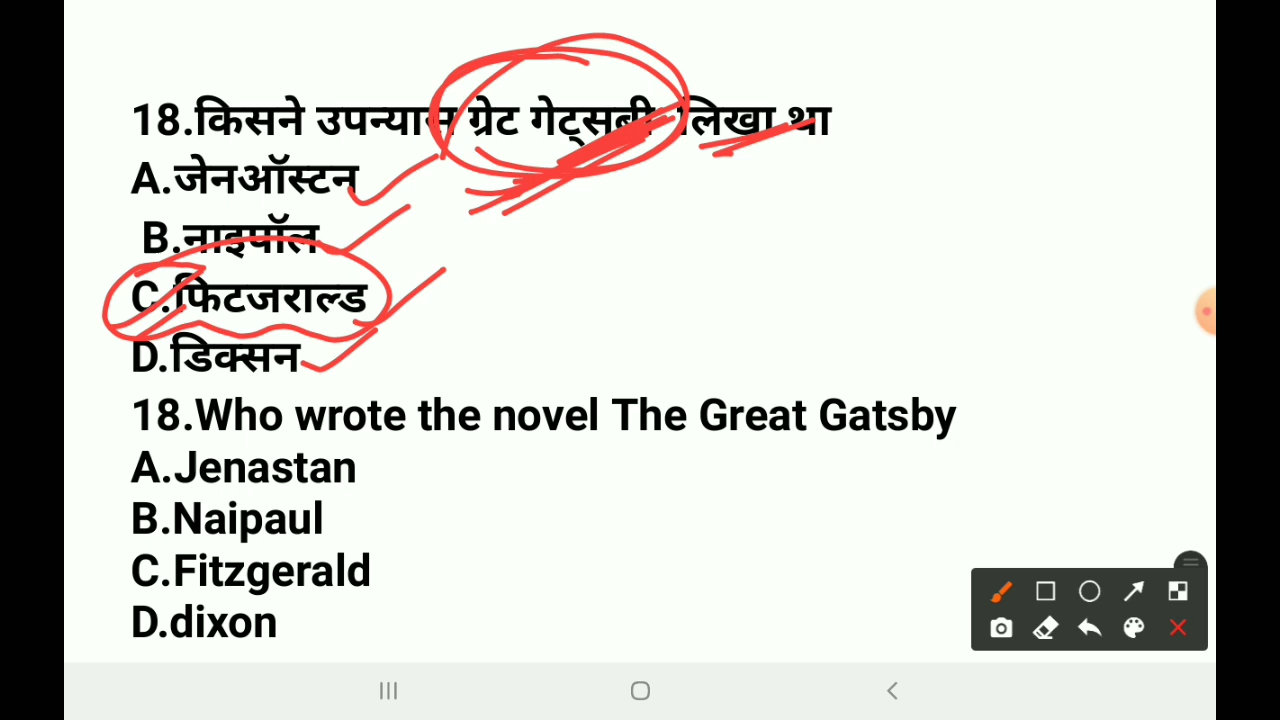 18.किसने उपन्यास ग्रेट गेट्सबी लिखा था
A.जेनऑस्टन
B.नाइपॉल
C.फिटजराल्ड
D.डिक्सन
18.Who wrote the novel The Great Gatsby
A.Jenastan
B.Naipaul
C.Fitzgerald
D.dixon